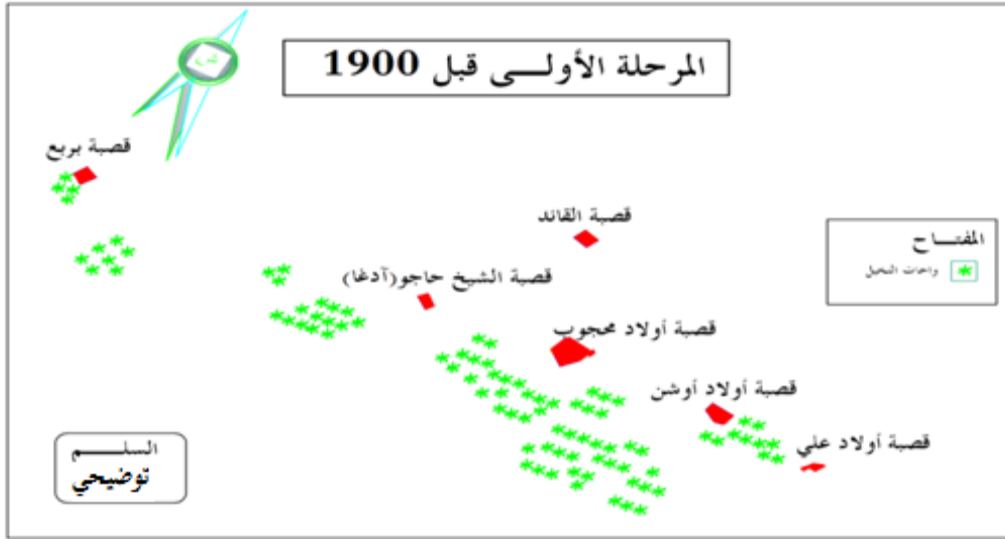 ش
المرحلة الأولـــى قبل 1900
قصبة بربع
قصبة القائد
المفتـــاح
واحات النخيل
قصبة الشيخ حاجو(آدغا)
قصبة أولاد محجوب
قصبة أولاد أوشن
قصبة أولاد علي
السلـــــم
توضيحي